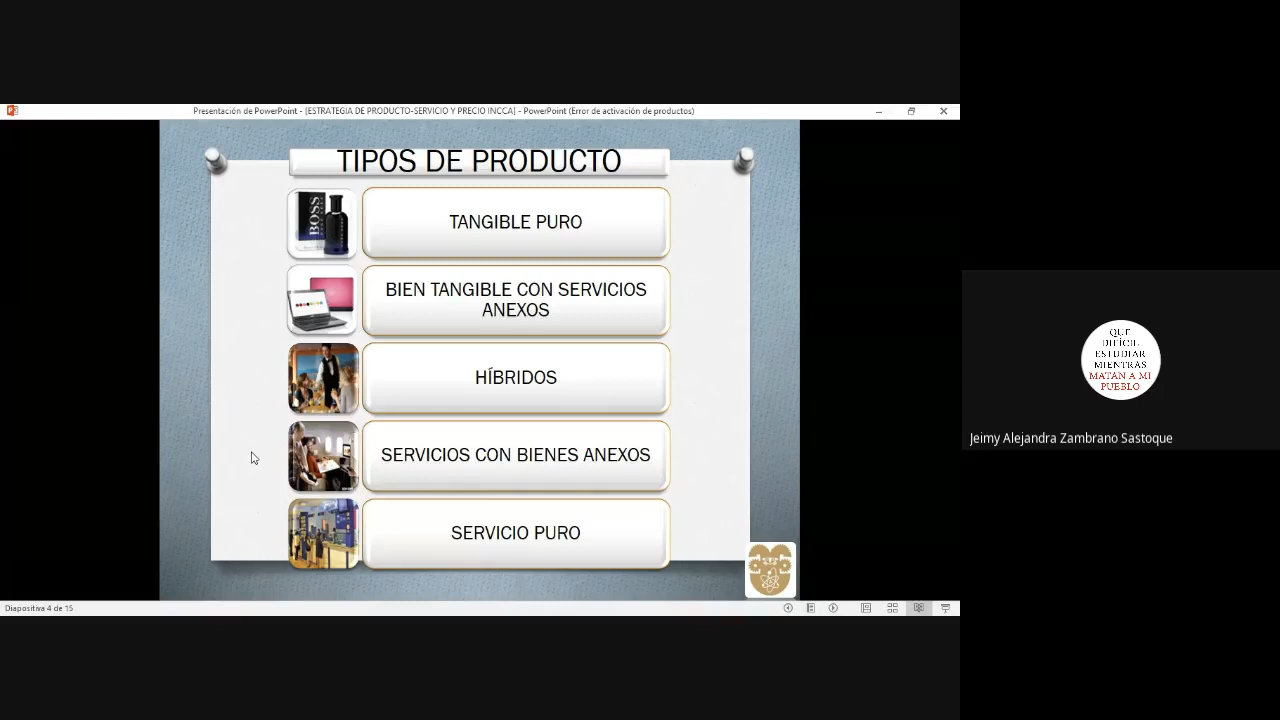 Presentación de PowerPoint - [ESTRATEGIA DE PRODUCTO-SERVICIO Y PRECIO INCCA] - PowerPoint (Error de activación de productos)
TIPOS DE PRODUCTO
BOSS
TANGIBLE PURO
BIEN TANGIBLE CON SERVICIOS
ANEXOS
HÍBRIDOS
SERVICIOS CON BIENES ANEXOS
SERVICIO PURO
Diapositiva 4 de 15
QUE
DIFÍCIL
ESTUDIAR
MIENTRAS
MATAN A MI
PUEBLO
Jeimy Alejandra Zambrano Sastoque